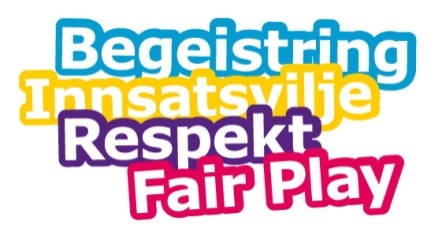 Begeistring
Innsatsvilje
Respekt
Fair Play